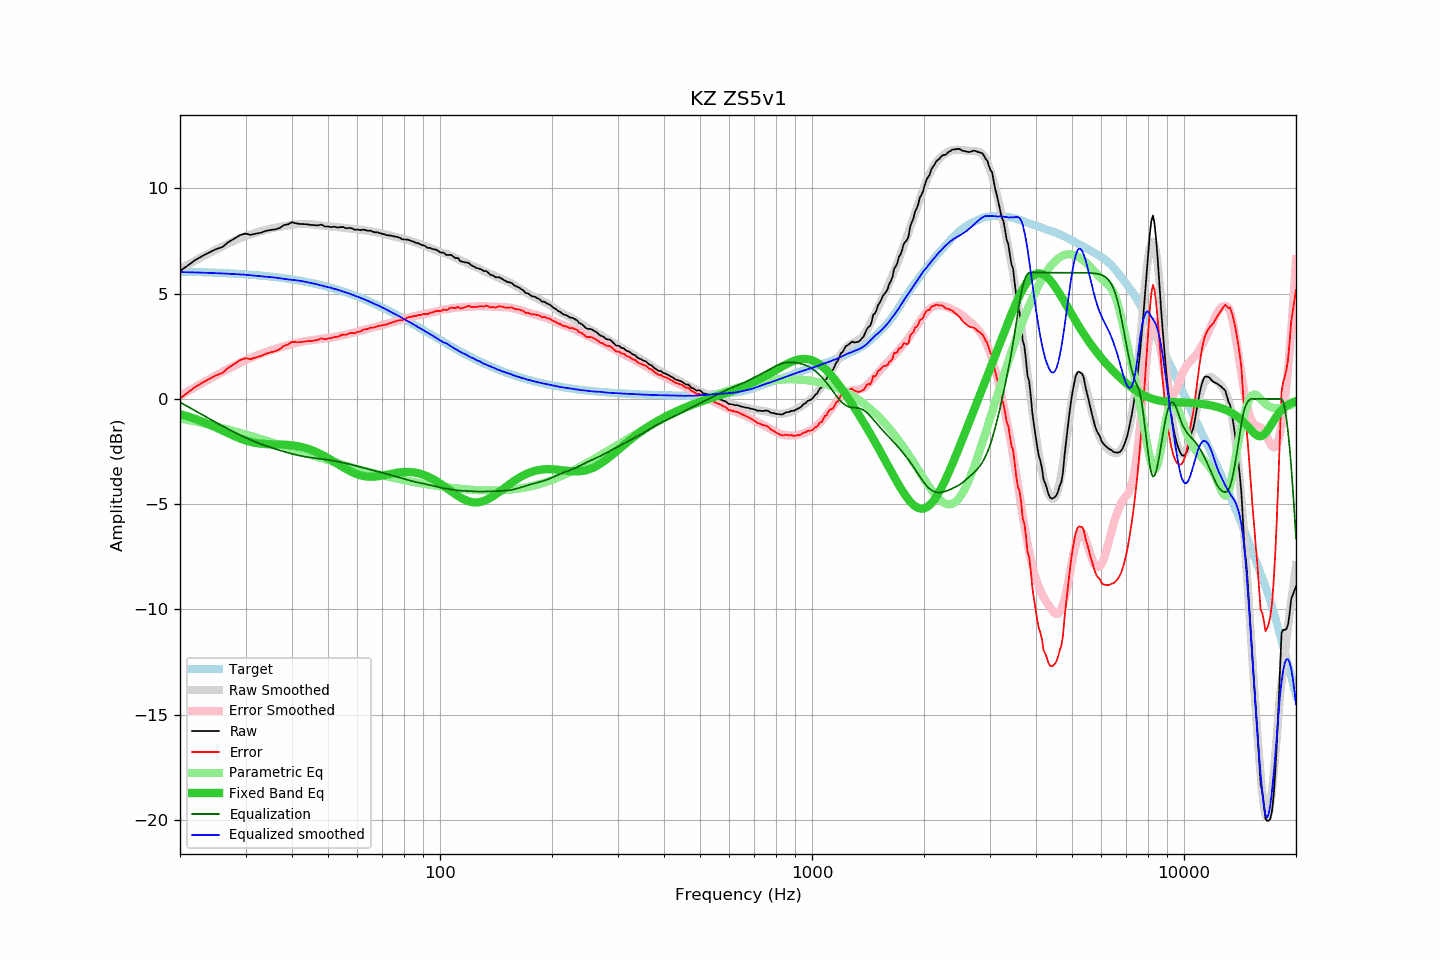 KZ ZS5v1
Amplitude (dBr)
10
5
0
−5
−10
−15
−20
Target
Raw Smoothed
Error Smoothed
Raw
Error
Parametric Eq
Fixed Band Eq
Equalization
Equalized smoothed
100
1000
10000
Frequency (Hz)